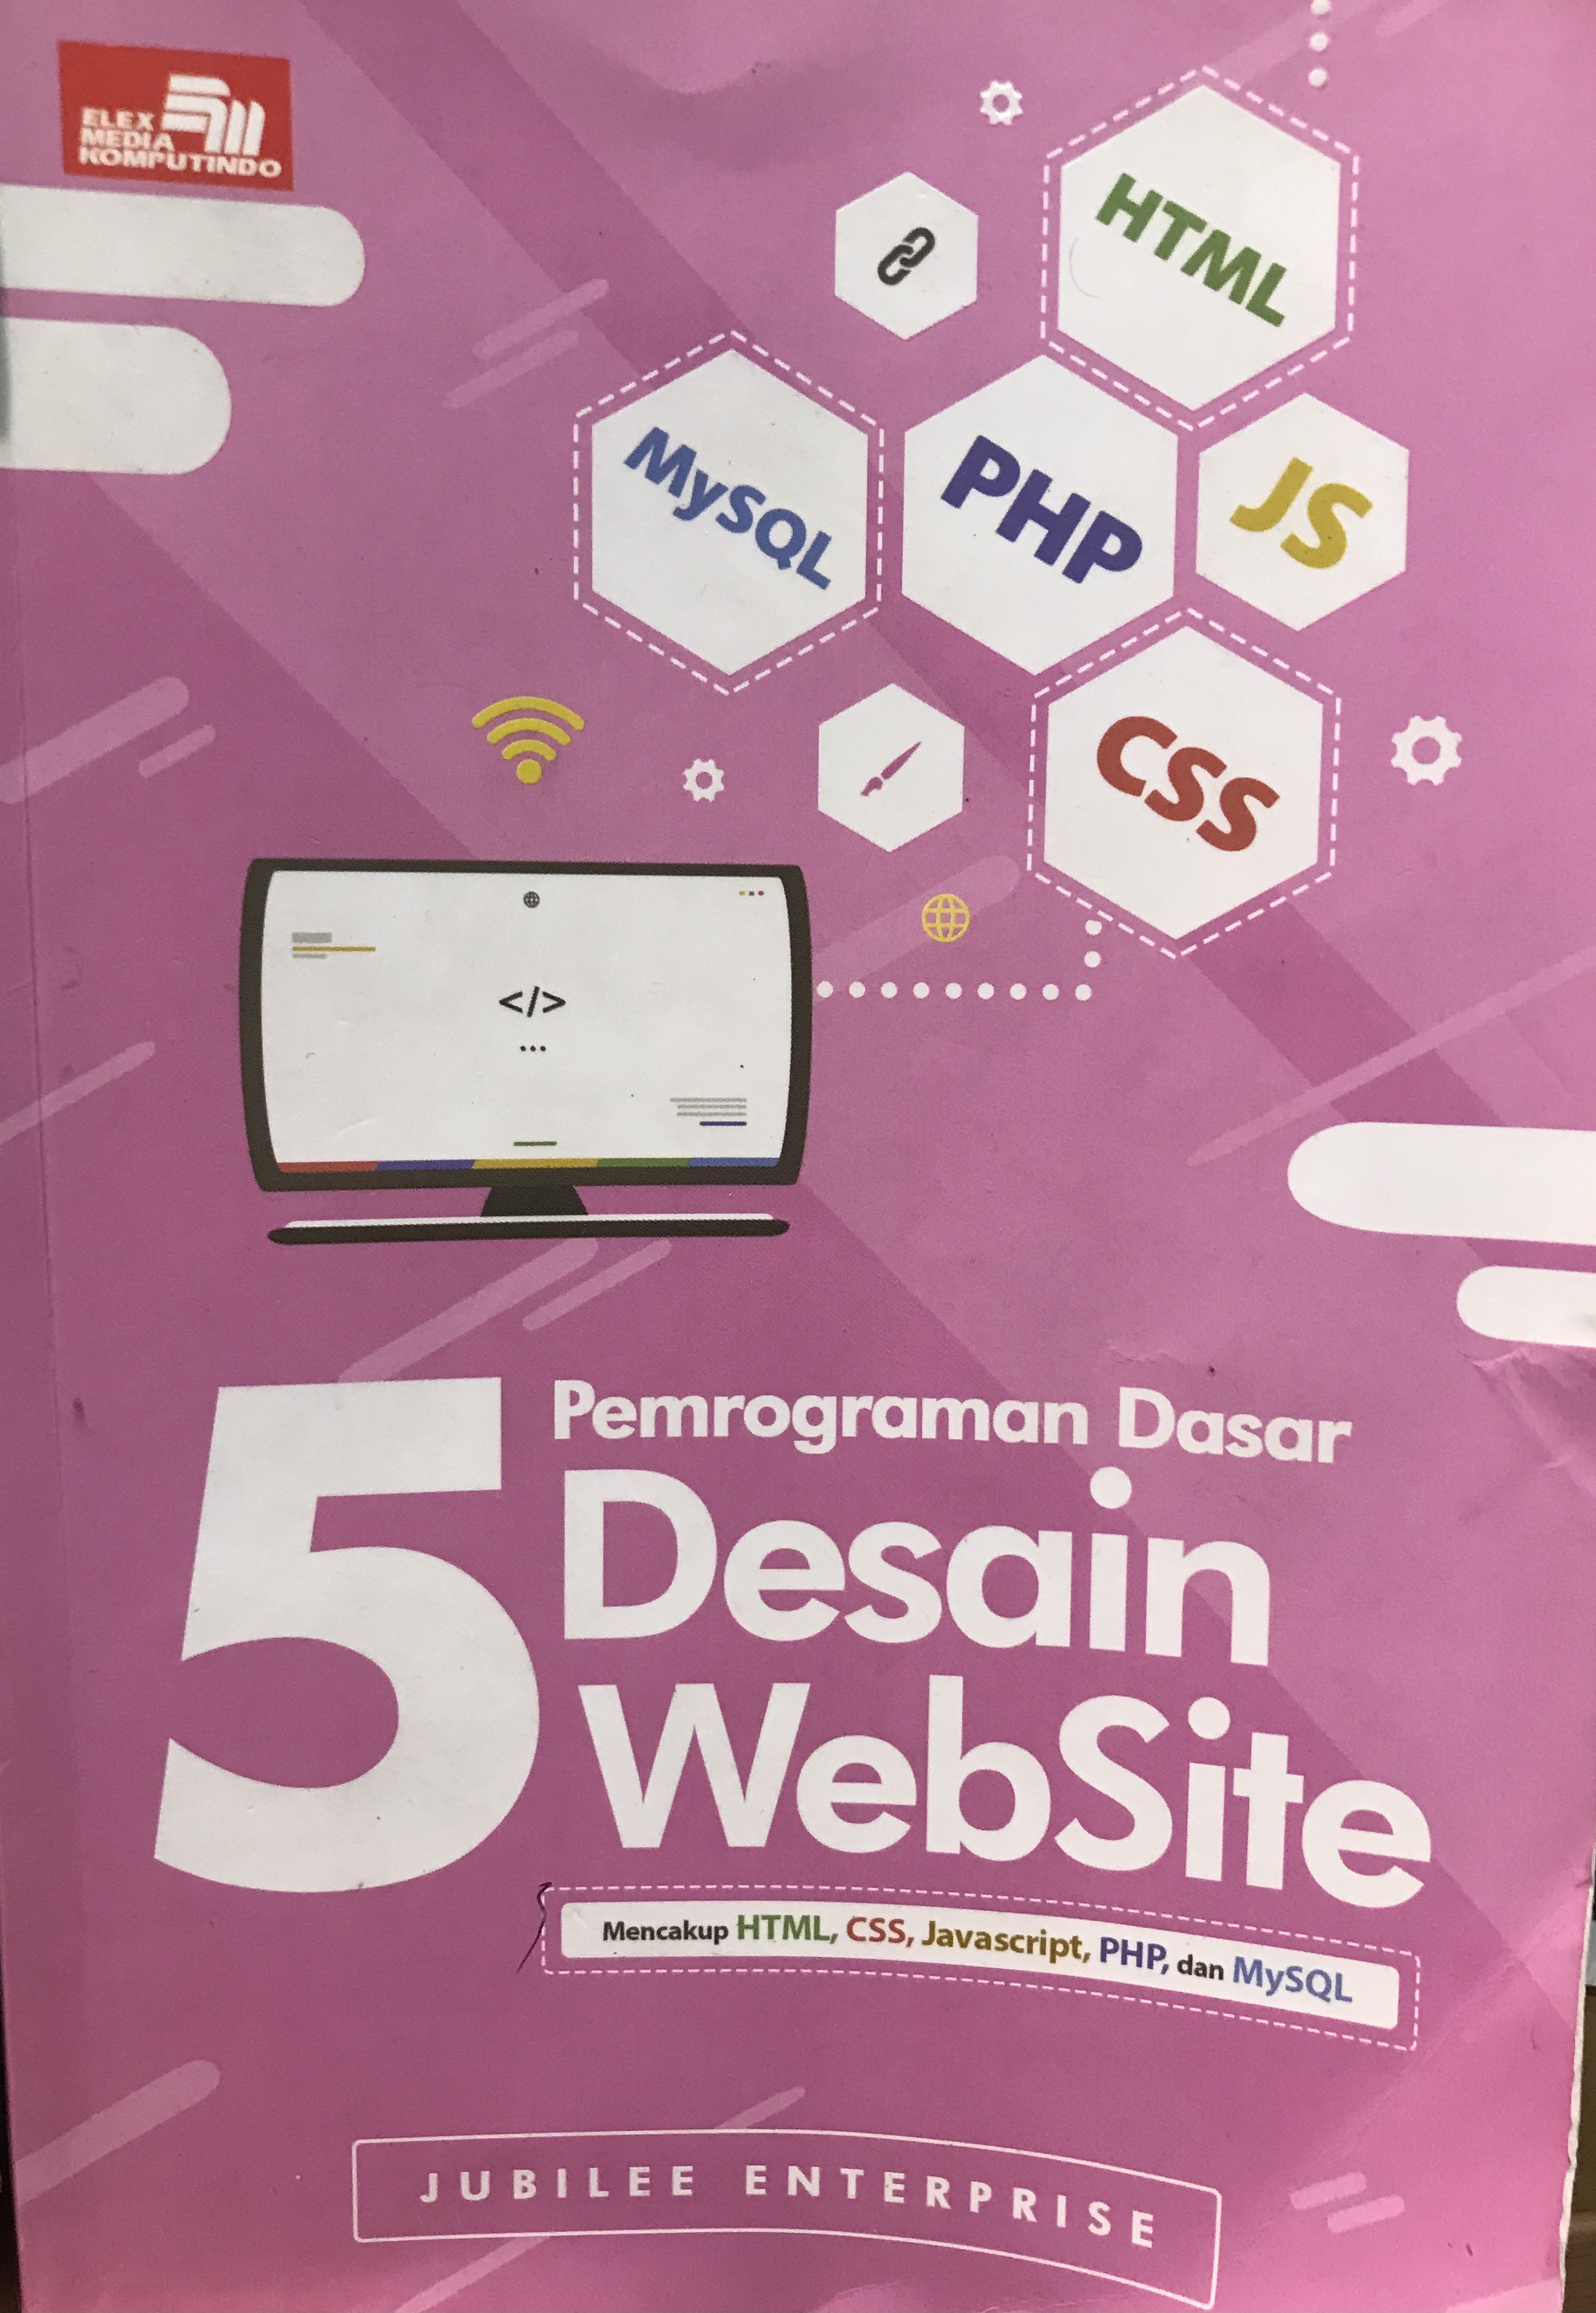 ELEX
MEDIA
KOMPUTINDO
HTML
MySQL
PHP
JS
CSS
</>
...
5
Pemrograman Dasar
Desain
WebSite
Mencakup HTML, CSS, Javascript, PHP, dan MySQL
JUBILEE ENTERPRISE